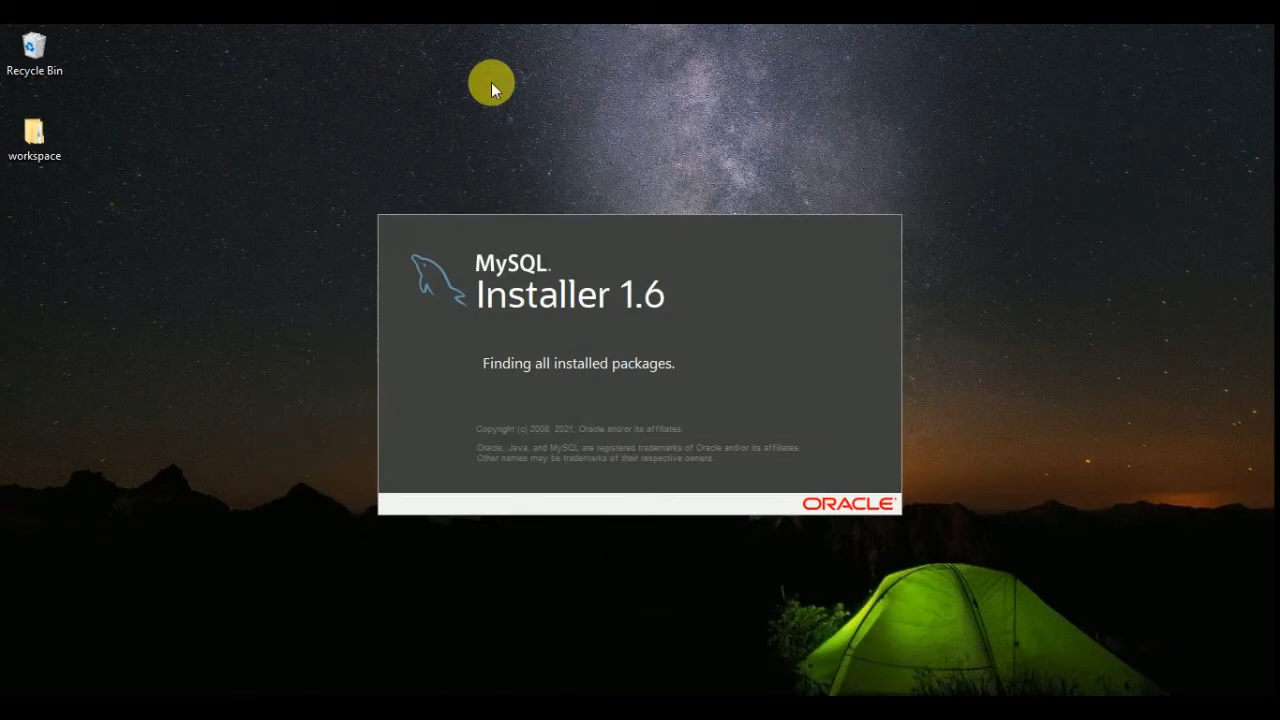 Recycle Bin
workspace
MySQL.
Installer 1.6
Finding all installed packages.
Copyright (c) 2008, 2021, Oracle and/or its affiliates.
Oracle, Java, and MySQL are registered trademarks of Oracle and/or its affiliates.
Other names may be trademarks of their respective owners.
ORACLE